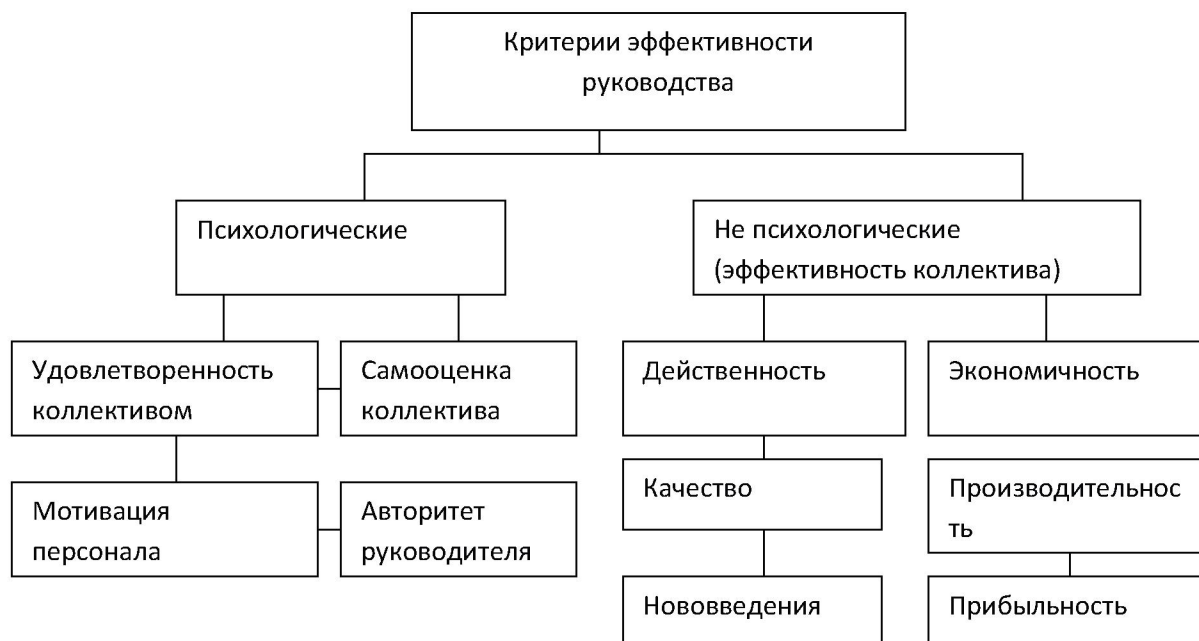 Критерии эффективности
руководства
Психологические
Не психологические
(эффективность коллектива)
Удовлетворенность
коллективом
Самооценка
коллектива
Действенность
Экономичность
Мотивация
персонала
Авторитет
руководителя
Качество
Производительнос
ть
Нововведения
Прибыльность